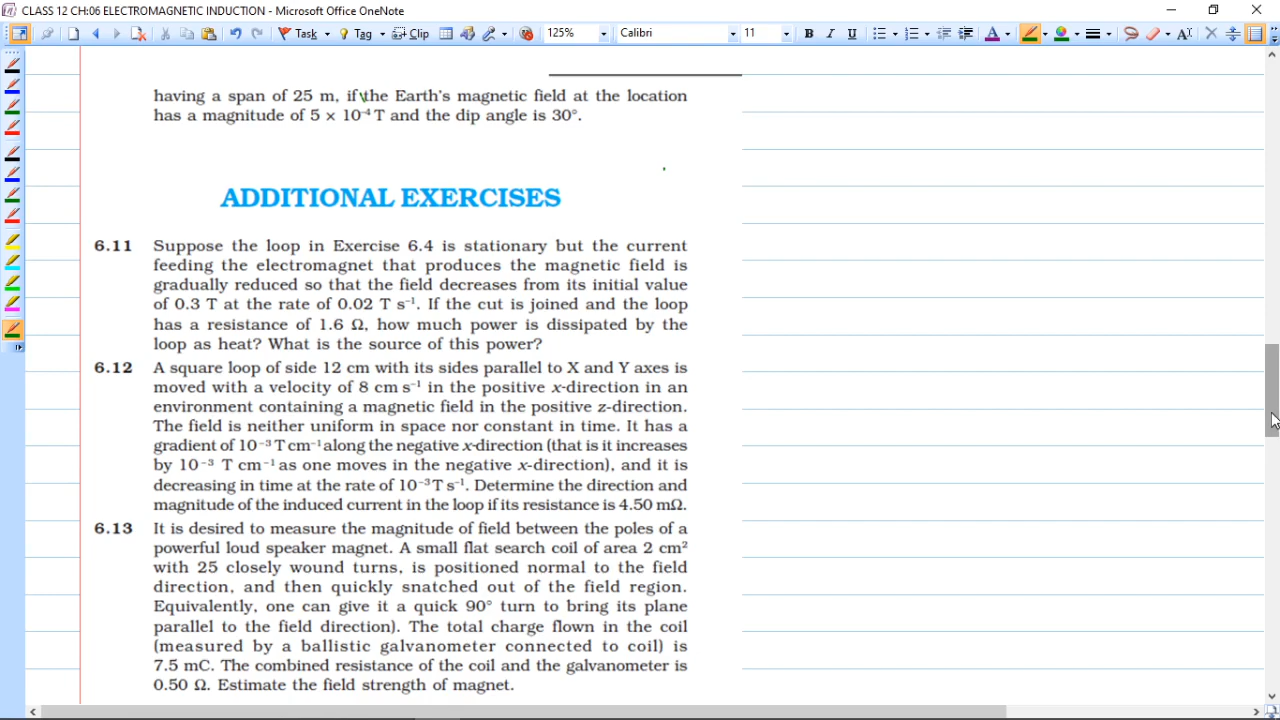 CLASS 12 CH:06 ELECTROMAGNETIC INDUCTION - Microsoft Office OneNote
Task Tag Clip 125% Calibri 11 B I U A
having a span of 25 m, if the Earth's magnetic field at the location
has a magnitude of 5 × 10⁻⁴ T and the dip angle is 30°.
ADDITIONAL EXERCISES
6.11 Suppose the loop in Exercise 6.4 is stationary but the current
feeding the electromagnet that produces the magnetic field is
gradually reduced so that the field decreases from its initial value
of 0.3 T at the rate of 0.02 T s⁻¹. If the cut is joined and the loop
has a resistance of 1.6 Ω, how much power is dissipated by the
loop as heat? What is the source of this power?
6.12 A square loop of side 12 cm with its sides parallel to X and Y axes is
moved with a velocity of 8 cm s⁻¹ in the positive x-direction in an
environment containing a magnetic field in the positive z-direction.
The field is neither uniform in space nor constant in time. It has a
gradient of 10⁻³ T cm⁻¹ along the negative x-direction (that is it increases
by 10⁻³ T cm⁻¹ as one moves in the negative x-direction), and it is
decreasing in time at the rate of 10⁻³ T s⁻¹. Determine the direction and
magnitude of the induced current in the loop if its resistance is 4.50 mΩ.
6.13 It is desired to measure the magnitude of field between the poles of a
powerful loud speaker magnet. A small flat search coil of area 2 cm²
with 25 closely wound turns, is positioned normal to the field
direction, and then quickly snatched out of the field region.
Equivalently, one can give it a quick 90° turn to bring its plane
parallel to the field direction). The total charge flown in the coil
(measured by a ballistic galvanometer connected to coil) is
7.5 mC. The combined resistance of the coil and the galvanometer is
0.50 Ω. Estimate the field strength of magnet.